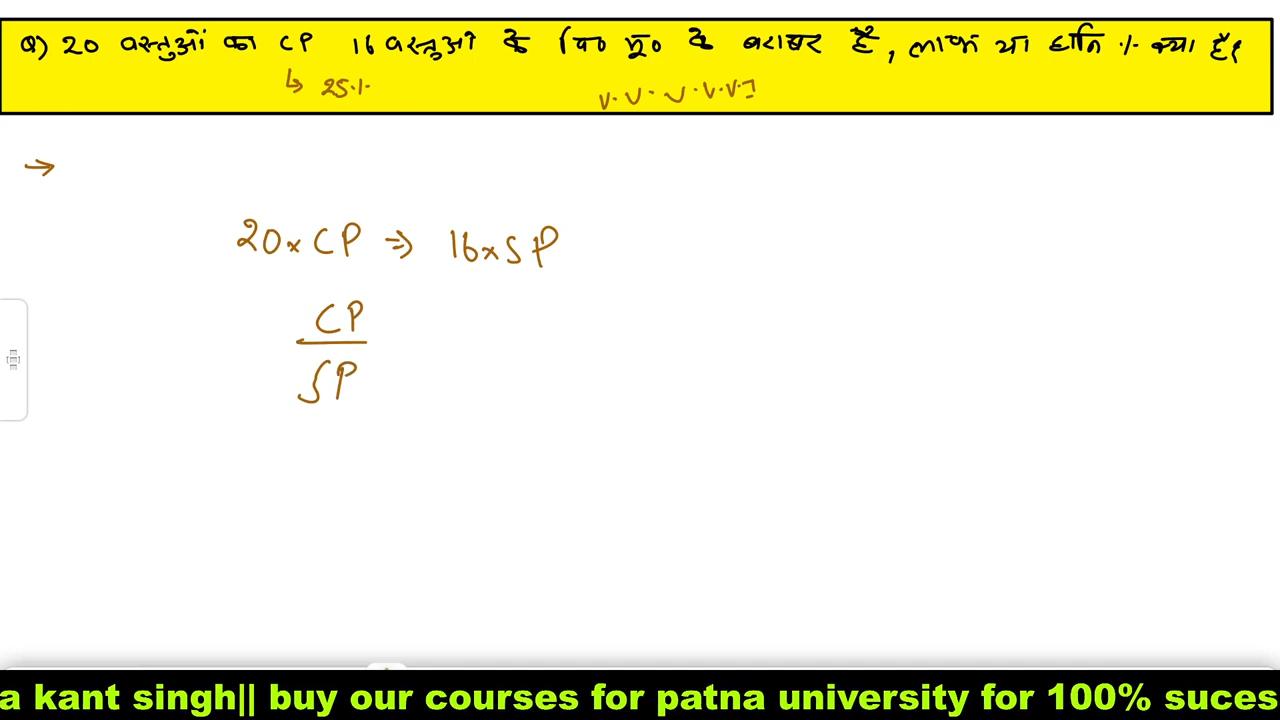 Q) 20 वस्तुओं का CP 16 वस्तुओं के वि० मू० के बराबर है, लाभ या हानि % क्या है?
↳ 25% V.V.V.V.V.I
→
20×CP ⇒ 16×SP
CP
SP
a kant singh|| buy our courses for patna university for 100% suces